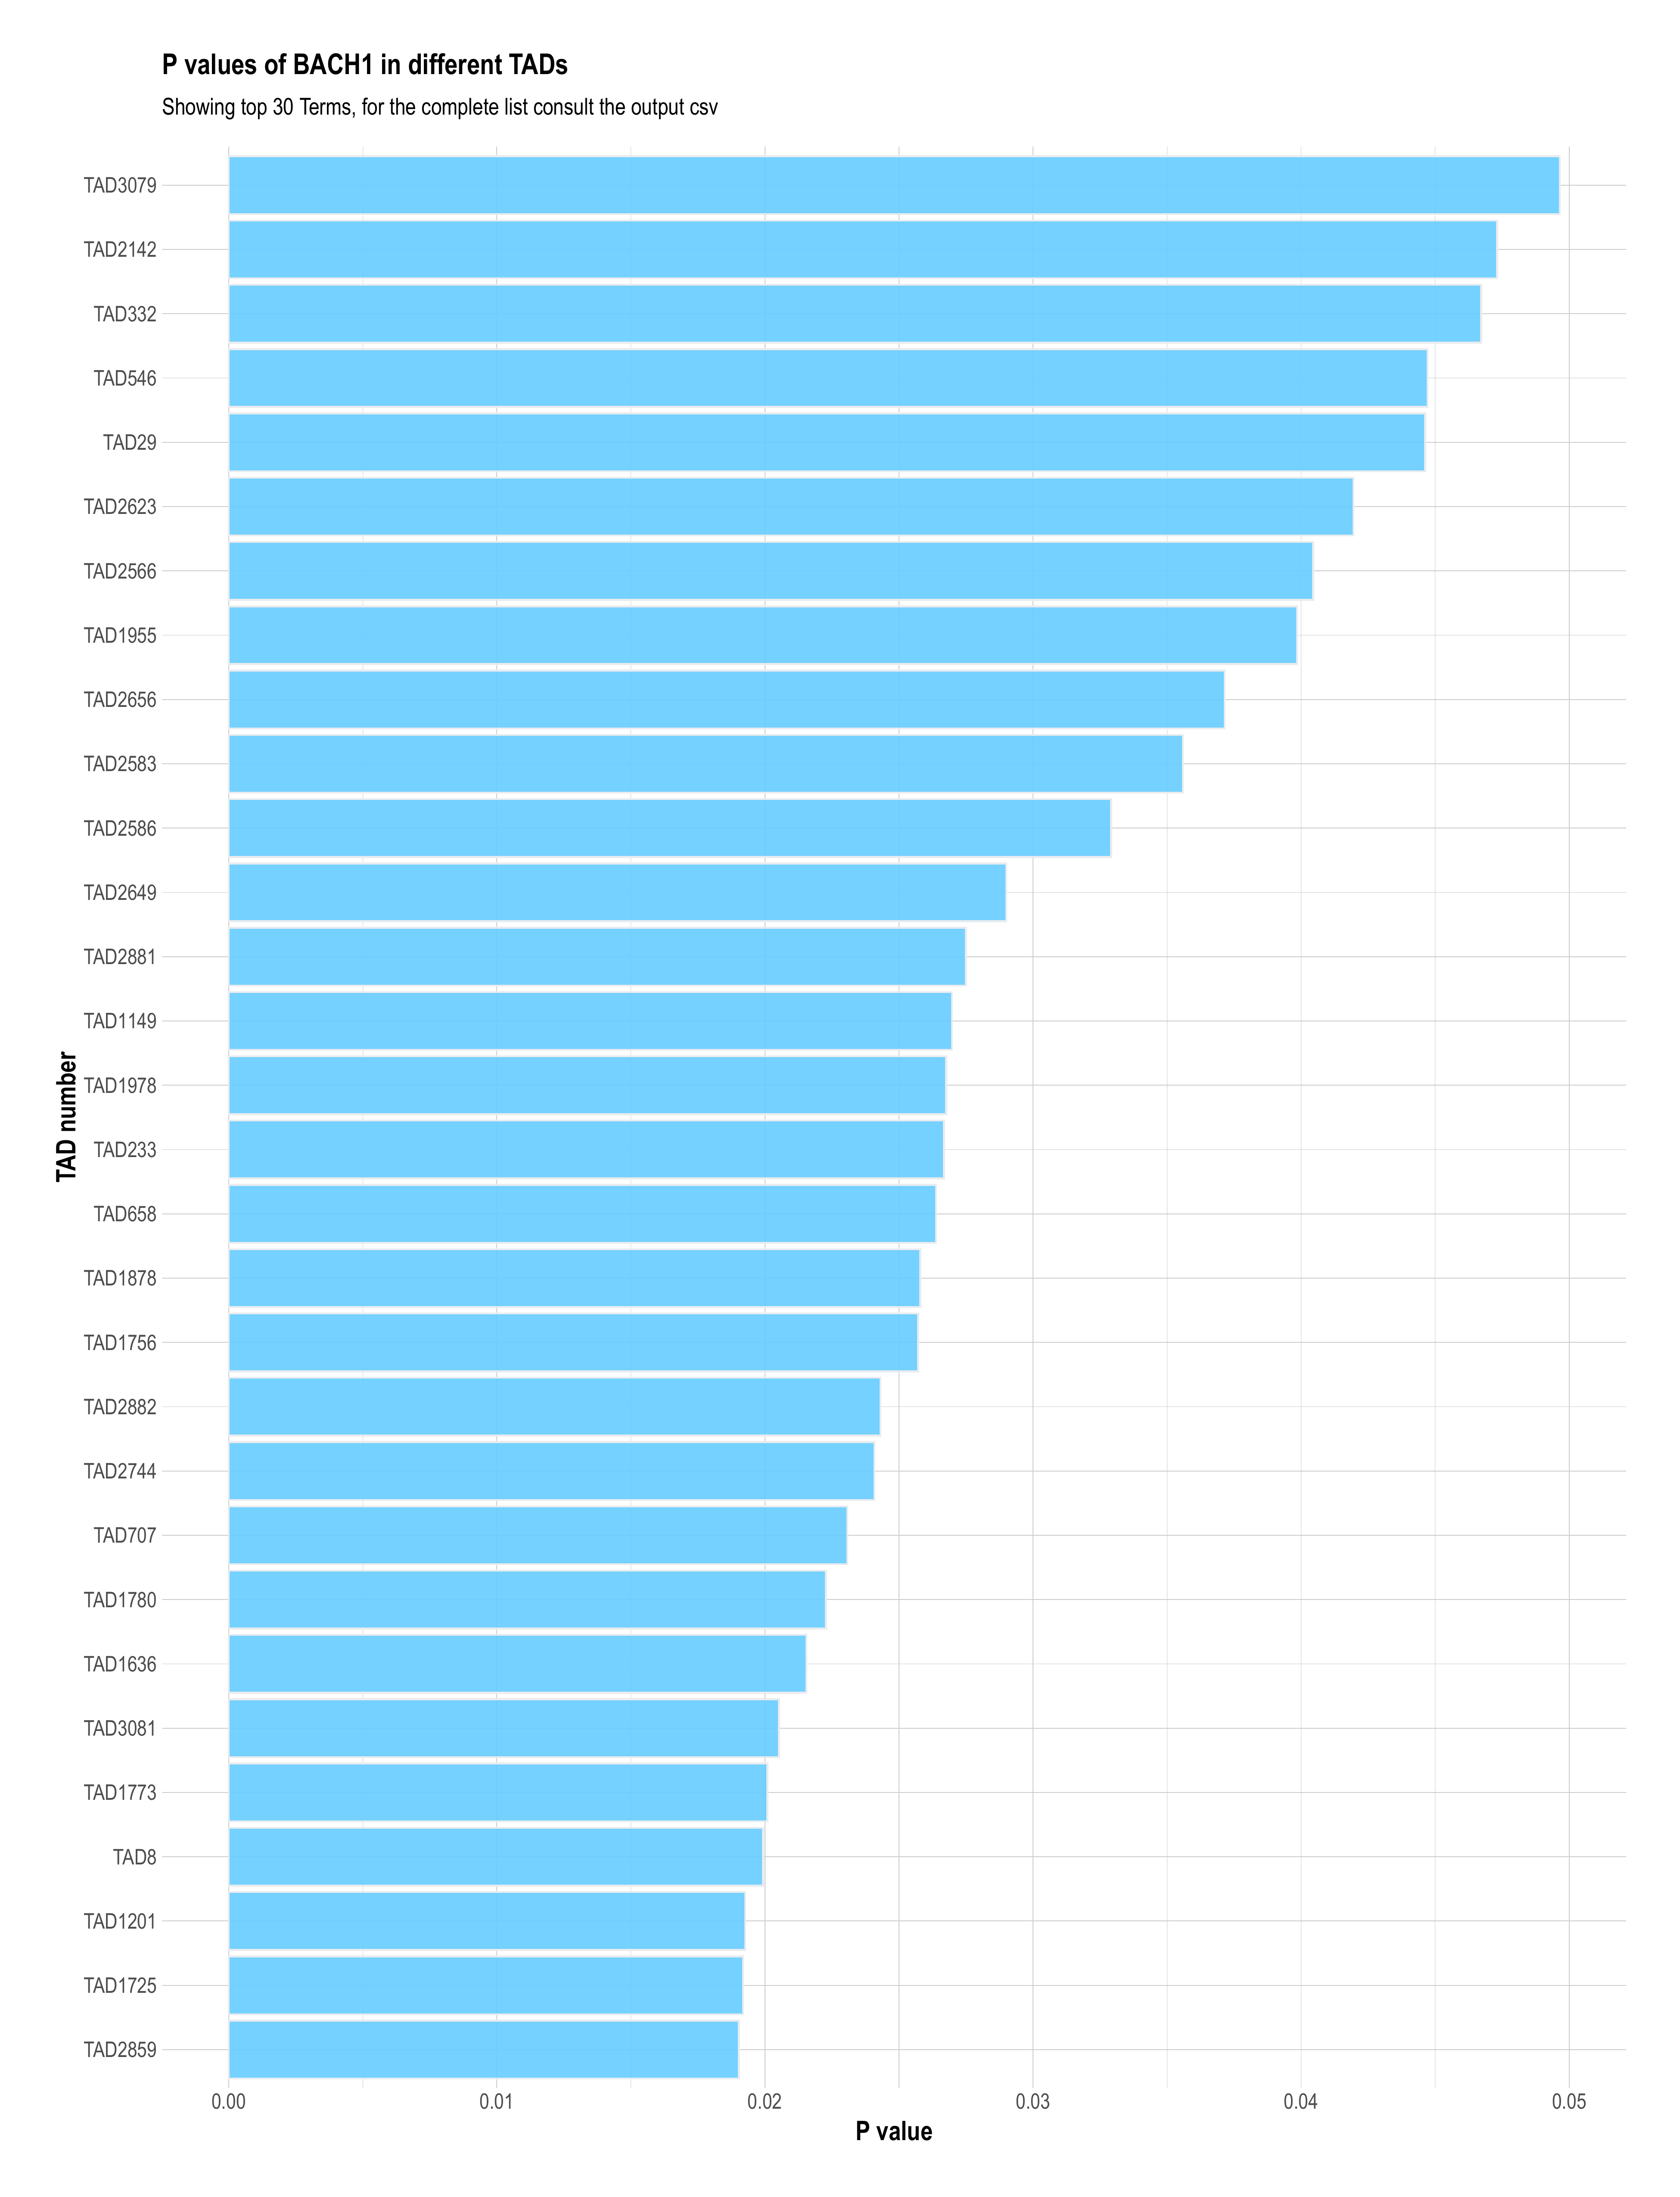 P values of BACH1 in different TADs
Showing top 30 Terms, for the complete list consult the output csv
TAD3079
TAD2142
TAD332
TAD546
TAD29
TAD2623
TAD2566
TAD1955
TAD2656
TAD2583
TAD2586
TAD2649
TAD2881
TAD1149
TAD1978
TAD233
TAD658
TAD1878
TAD1756
TAD2882
TAD2744
TAD707
TAD1780
TAD1636
TAD3081
TAD1773
TAD8
TAD1201
TAD1725
TAD2859
TAD number
0.00 0.01 0.02 0.03 0.04 0.05
P value